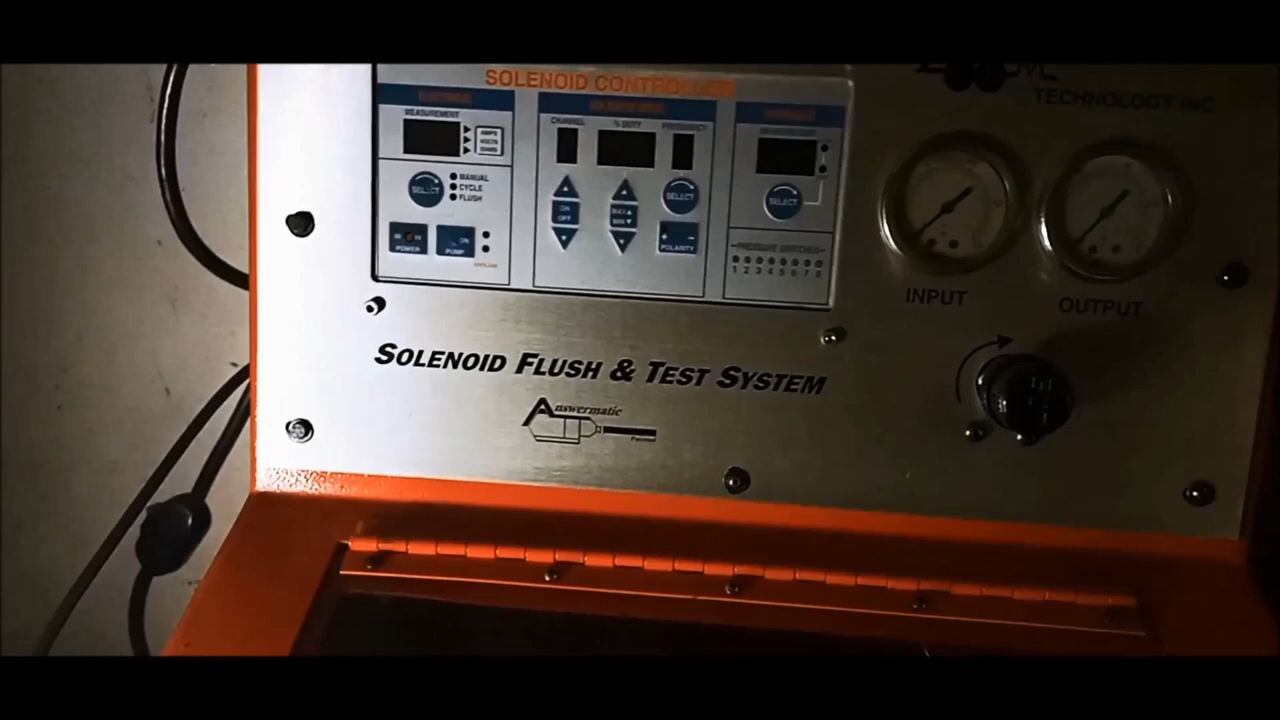 SOLENOID CONTROLLER
ELECTRICAL
MEASUREMENT
AMPS
VOLTS
OHMS
SELECT
MANUAL
CYCLE
FLUSH
POWER
ON
PUMP
CHANNEL
% DUTY
FREQUENCY
ON
OFF
MAX▲
MIN▼
SELECT
+ −
POLARITY
SELECT
PRESSURE SWITCHES
1 2 3 4 5 6 7 8
TECHNOLOGY INC
INPUT
OUTPUT
SOLENOID FLUSH & TEST SYSTEM
Answermatic